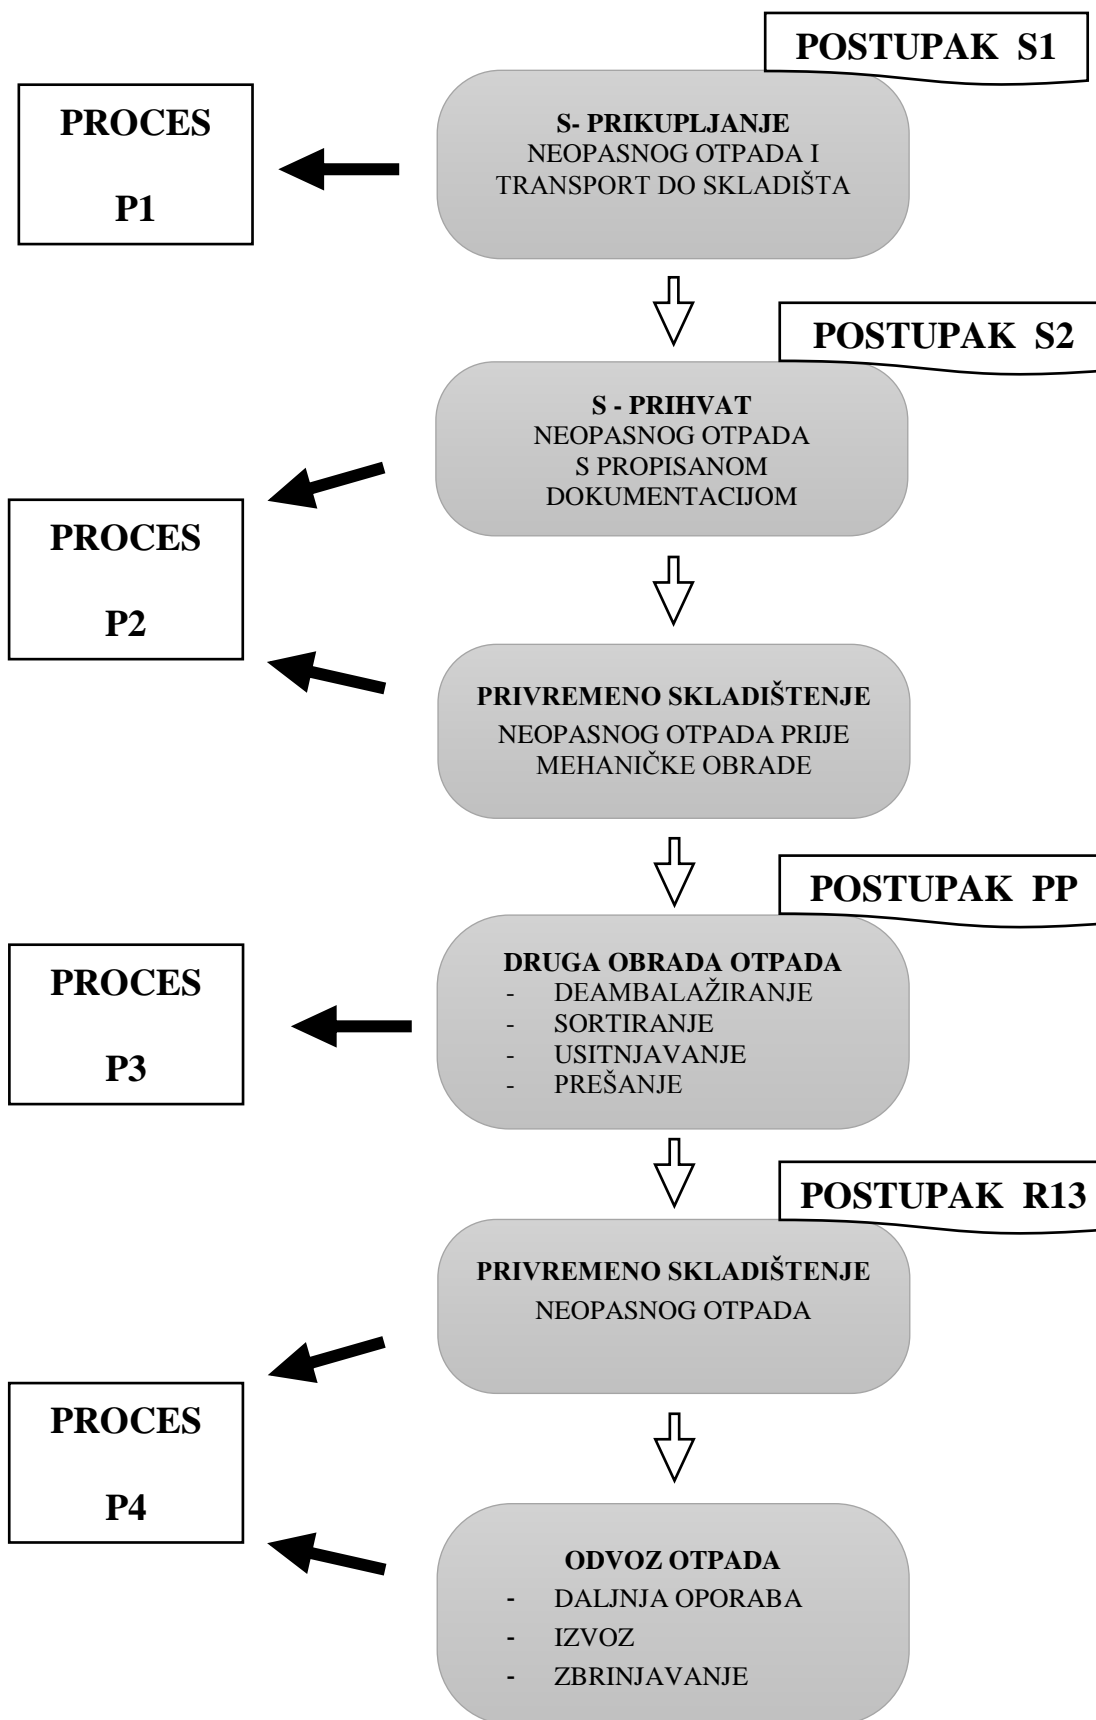 POSTUPAK S1
PROCES
P1
S- PRIKUPLJANJE
NEOPASNOG OTPADA I
TRANSPORT DO SKLADIŠTA
POSTUPAK S2
S - PRIHVAT
NEOPASNOG OTPADA
S PROPISANOM
DOKUMENTACIJOM
PROCES
P2
PRIVREMENO SKLADIŠTENJE
NEOPASNOG OTPADA PRIJE
MEHANIČKE OBRADE
POSTUPAK PP
DRUGA OBRADA OTPADA
- DEAMBALAŽIRANJE
- SORTIRANJE
- USITNJAVANJE
- PREŠANJE
PROCES
P3
POSTUPAK R13
PRIVREMENO SKLADIŠTENJE
NEOPASNOG OTPADA
PROCES
P4
ODVOZ OTPADA
- DALJNJA OPORABA
- IZVOZ
- ZBRINJAVANJE